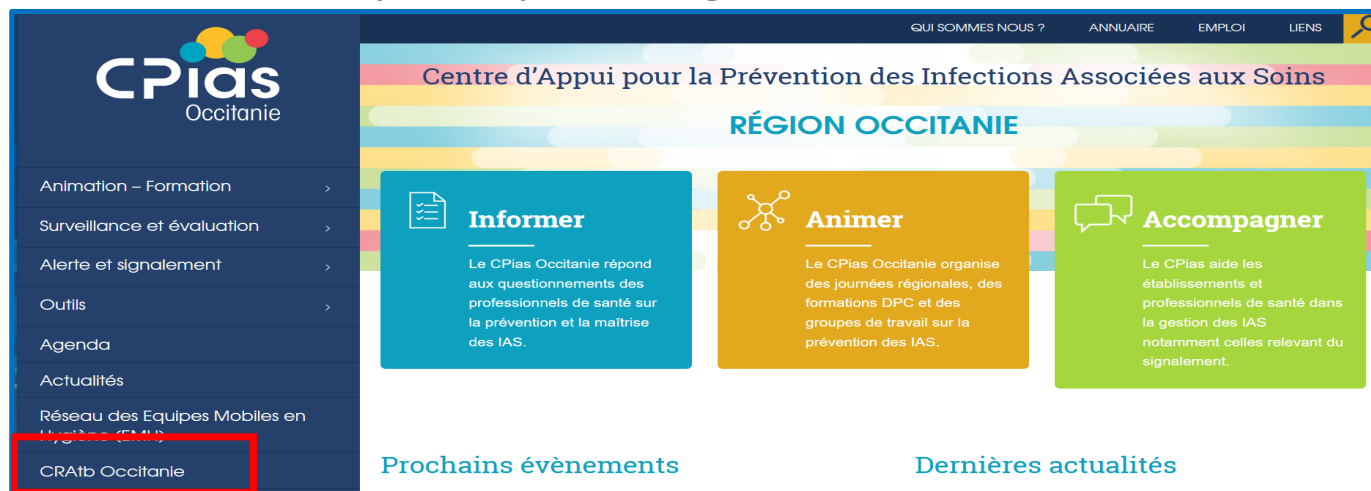 QUI SOMMES NOUS ? ANNUAIRE EMPLOI LIENS
CPias
Occitanie
Centre d'Appui pour la Prévention des Infections Associées aux Soins
RÉGION OCCITANIE
Animation – Formation
Surveillance et évaluation
Alerte et signalement
Outils
Agenda
Actualités
Réseau des Equipes Mobiles en
Hygiène (EMH)
CRAtb Occitanie
Informer
Le CPias Occitanie répond
aux questionnements des
professionnels de santé sur
la prévention et la maîtrise
des IAS.
Animer
Le CPias Occitanie organise
des journées régionales, des
formations DPC et des
groupes de travail sur la
prévention des IAS.
Accompagner
Le CPias aide les
établissements et
professionnels de santé dans
la gestion des IAS
notamment celles relevant du
signalement.
Prochains évènements
Dernières actualités